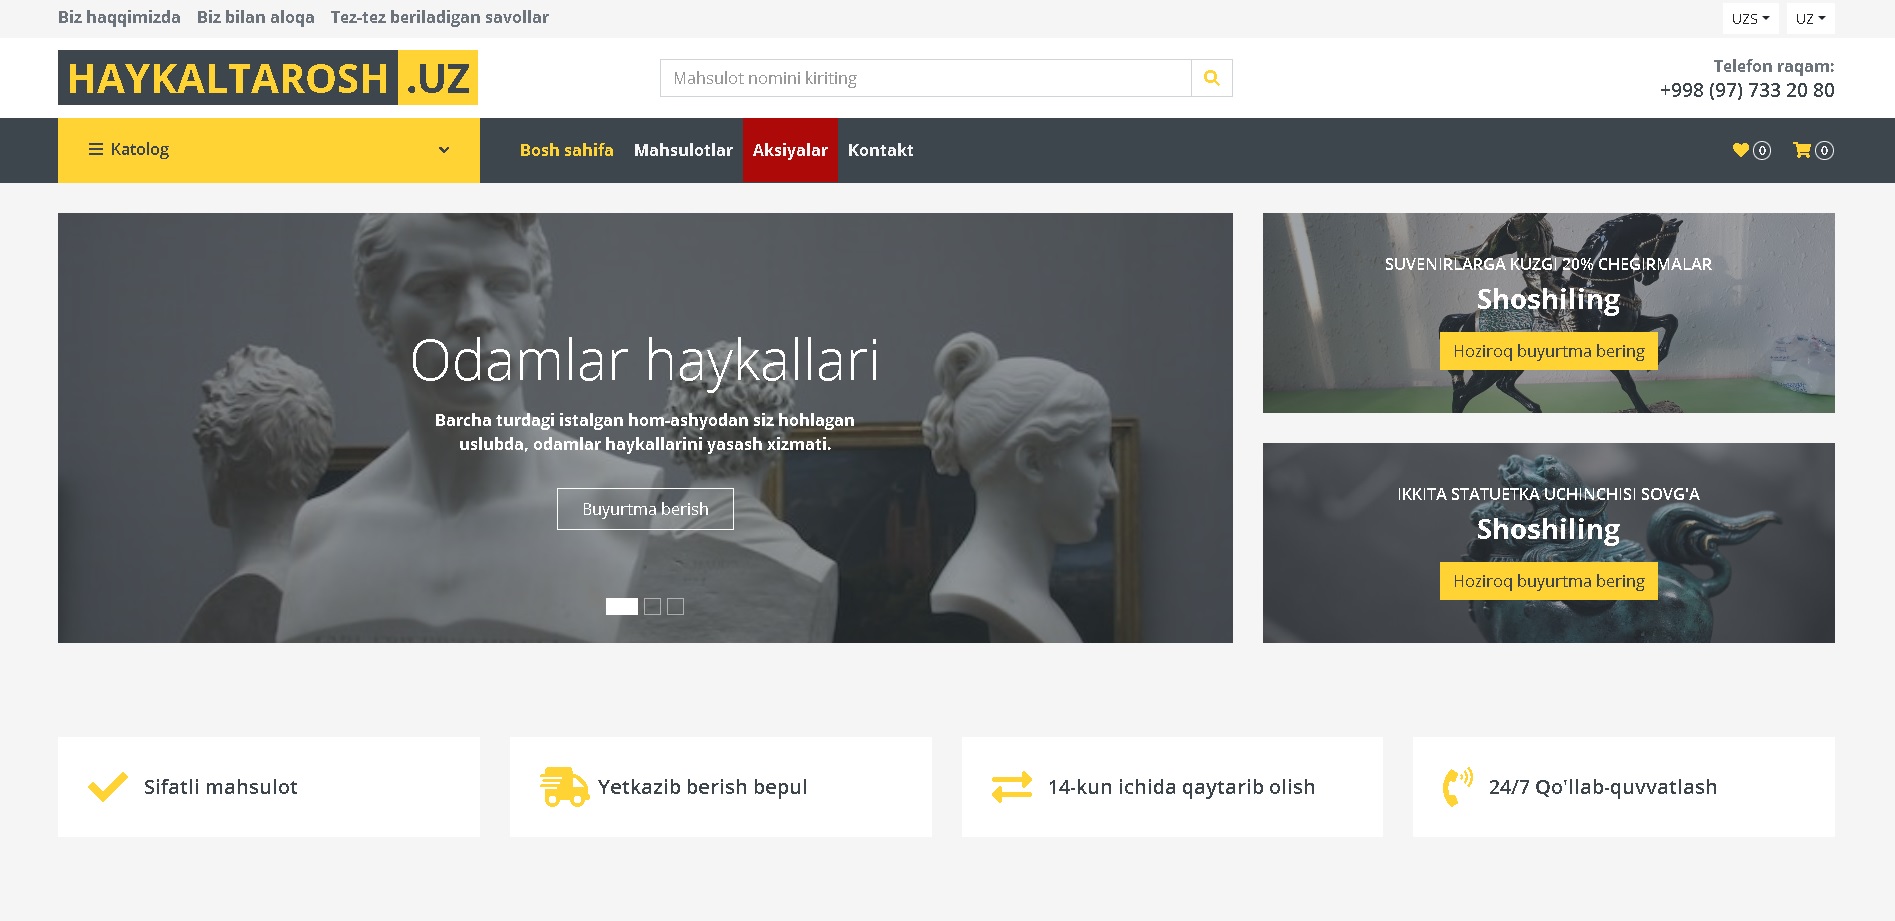 Biz haqqimizda Biz bilan aloqa Tez-tez beriladigan savollar UZS UZ
HAYKALTAROSH .UZ
Mahsulot nomini kiriting
Telefon raqam:
+998 (97) 733 20 80
Katolog
Bosh sahifa Mahsulotlar Aksiyalar Kontakt 0 0
Odamlar haykallari
Barcha turdagi istalgan hom-ashyodan siz hohlagan
uslubda, odamlar haykallarini yasash xizmati.
Buyurtma berish
SUVENIRLARGA KUZGI 20% CHEGIRMALAR
Shoshiling
Hoziroq buyurtma bering
IKKITA STATUETKA UCHINCHISI SOVG'A
Shoshiling
Hoziroq buyurtma bering
Sifatli mahsulot
Yetkazib berish bepul
14-kun ichida qaytarib olish
24/7 Qo'llab-quvvatlash